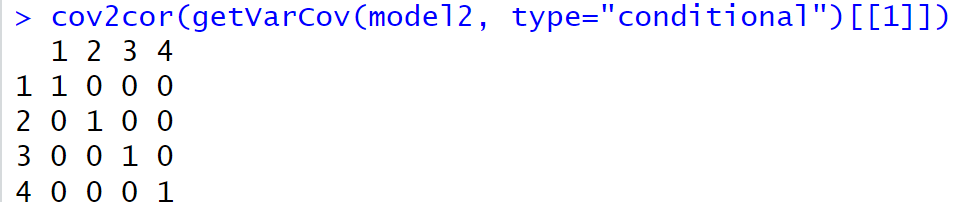 > cov2cor(getVarCov(model2, type="conditional")[[1]])
  1 2 3 4
1 1 0 0 0
2 0 1 0 0
3 0 0 1 0
4 0 0 0 1